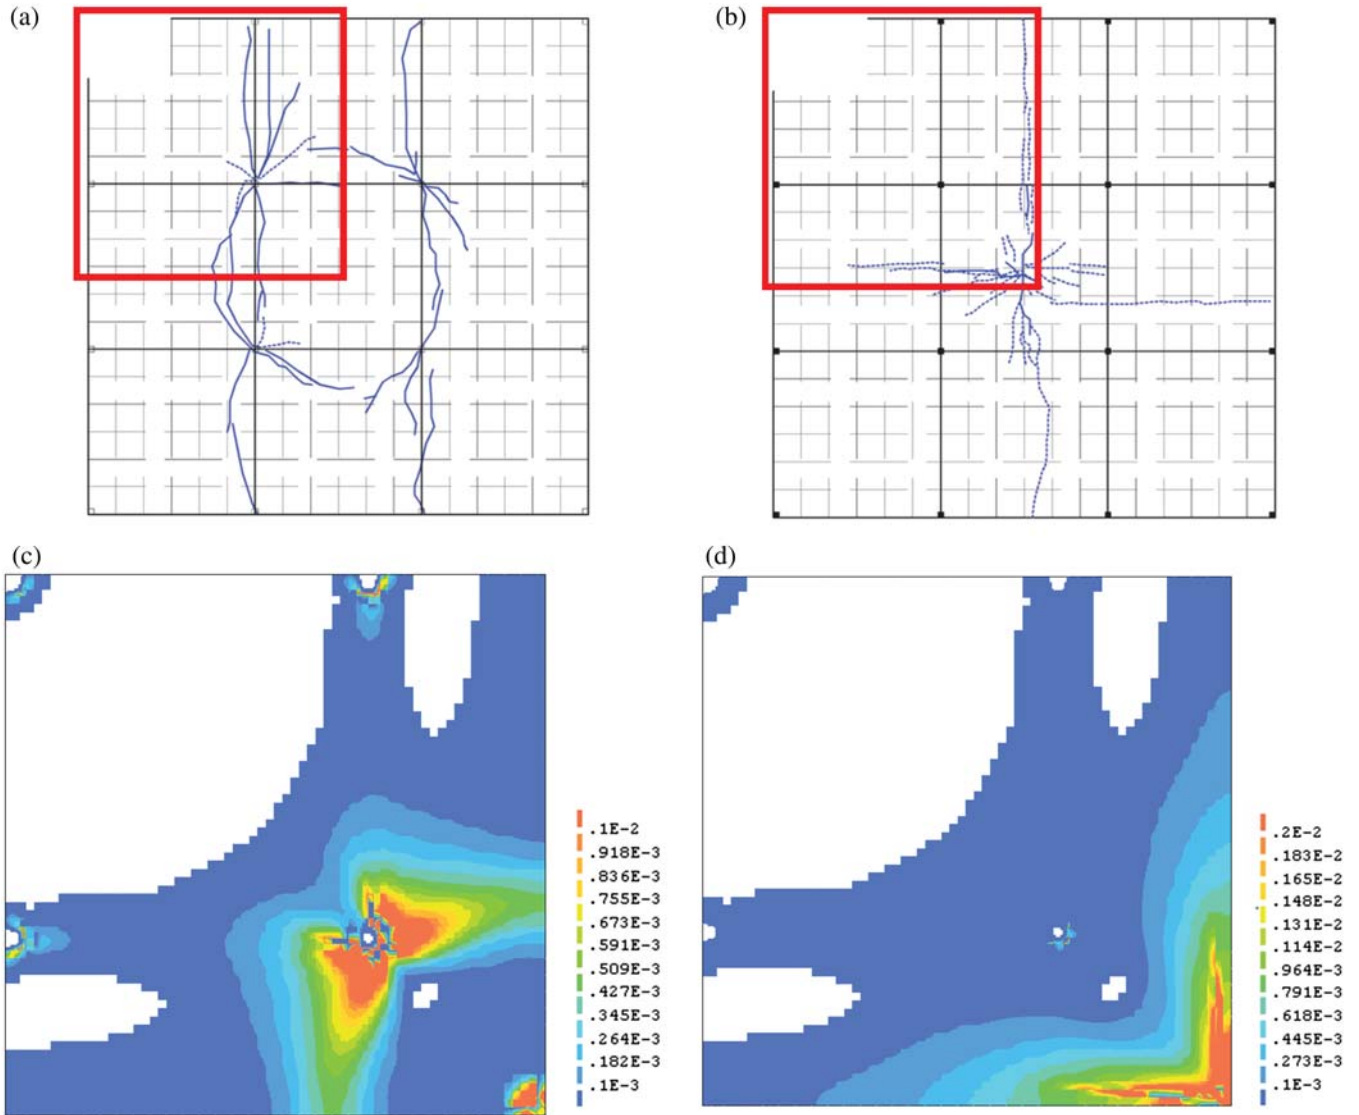 (a)
(b)
(c)
(d)
.1E-2
.918E-3
.836E-3
.755E-3
.673E-3
.591E-3
.509E-3
.427E-3
.345E-3
.264E-3
.182E-3
.1E-3
.2E-2
.183E-2
.165E-2
.148E-2
.131E-2
.114E-2
.964E-3
.791E-3
.618E-3
.445E-3
.273E-3
.1E-3